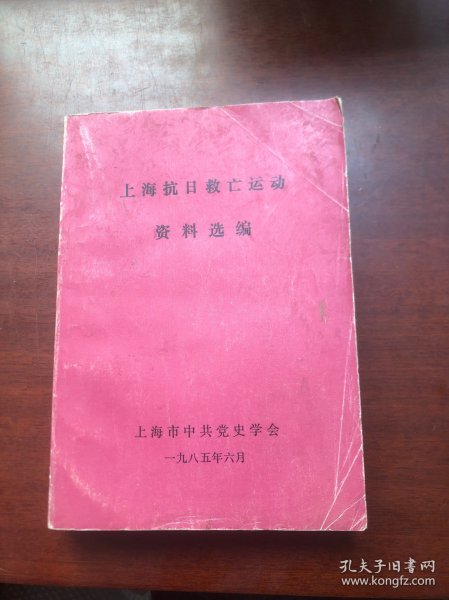 上海抗日救亡运动
资料选编
上海市中共党史学会
一九八五年六月
孔夫子旧书网
www.kongfz.com